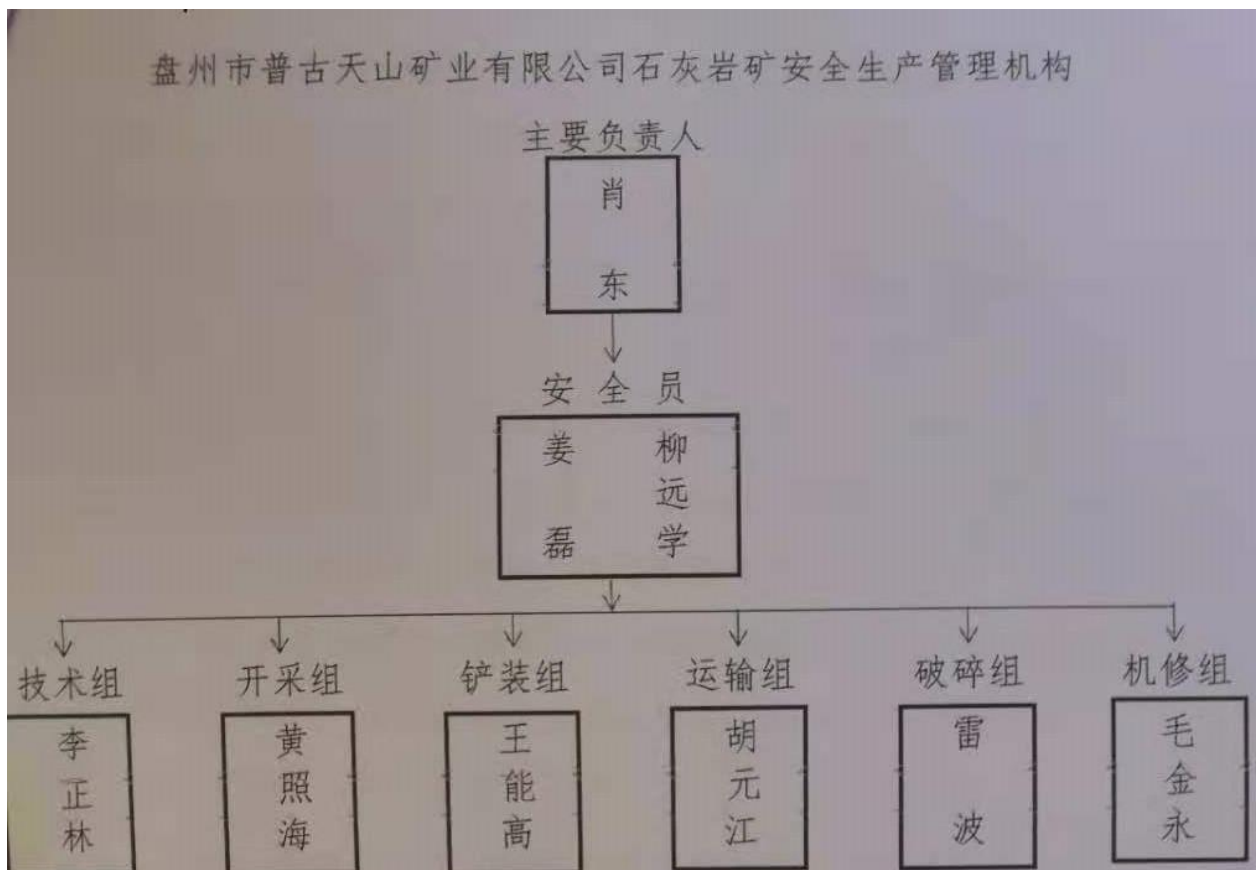 盘州市普古天山矿业有限公司石灰岩矿安全生产管理机构
主要负责人
肖东
安全员
姜磊
柳远学
技术组
开采组
铲装组
运输组
破碎组
机修组
李正林
黄照海
王能高
胡元江
雷波
毛金永